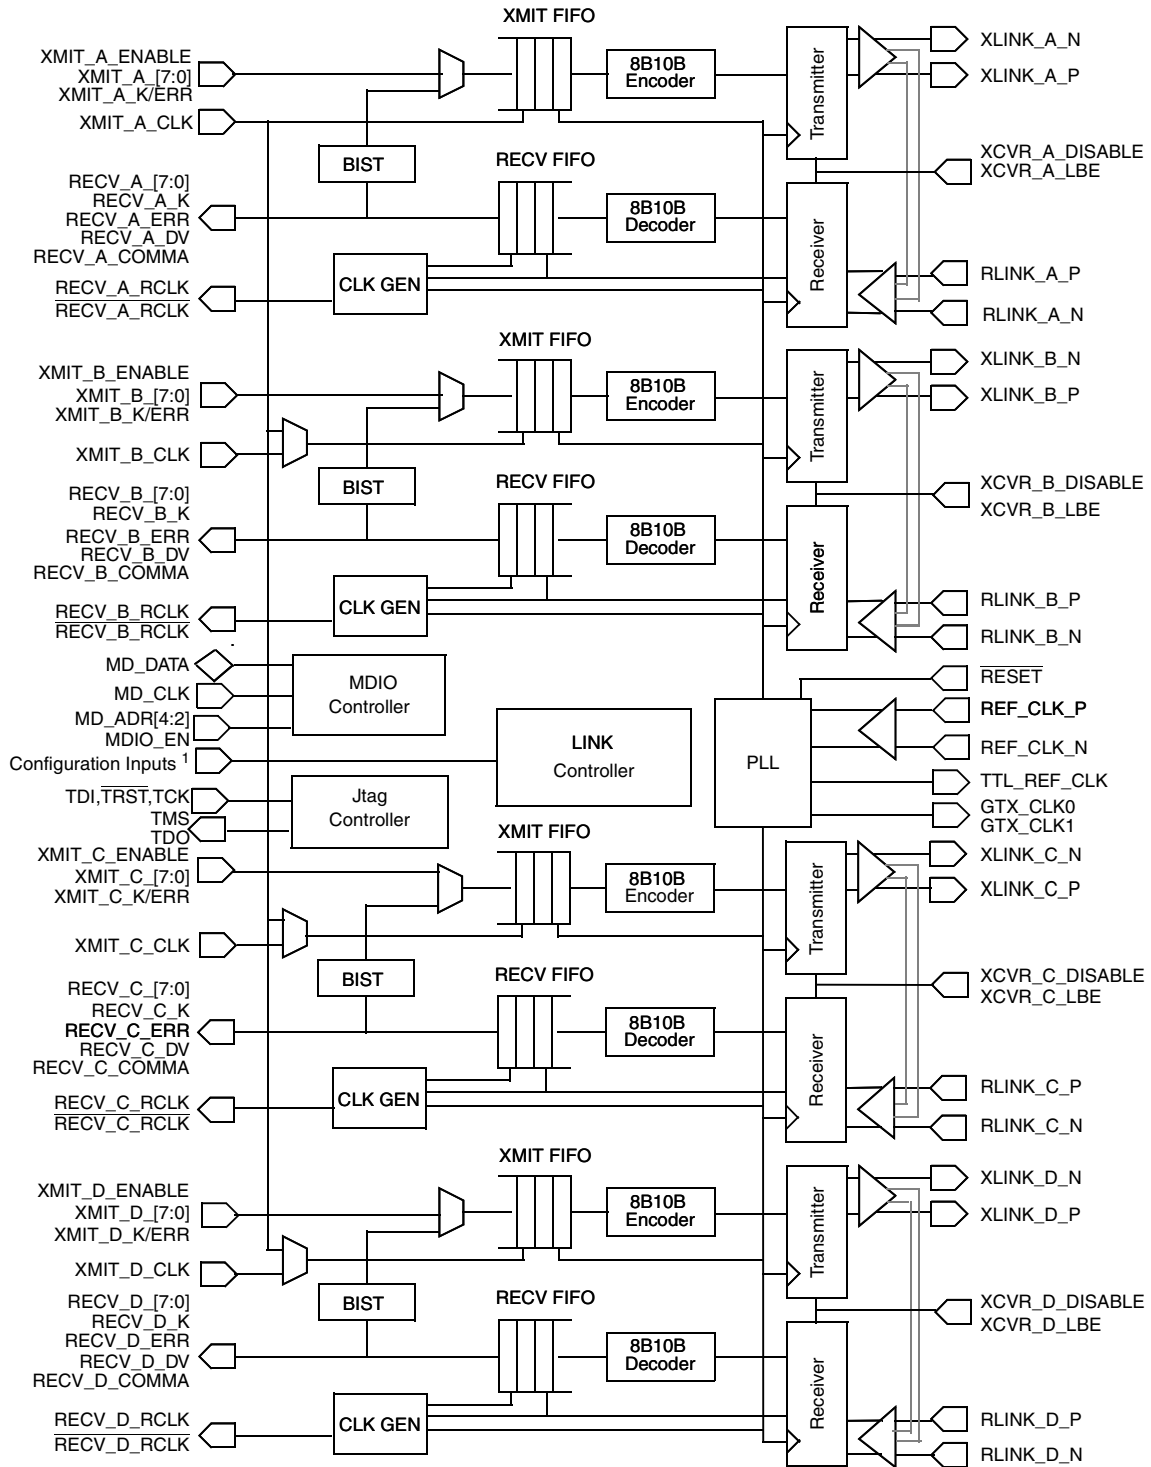 XMIT FIFO
XMIT_A_ENABLE
XMIT_A_[7:0]
XMIT_A_K/ERR
8B10B
Encoder
Transmitter
XLINK_A_N
XLINK_A_P
XMIT_A_CLK
BIST
RECV FIFO
XCVR_A_DISABLE
XCVR_A_LBE
RECV_A_[7:0]
RECV_A_K
RECV_A_ERR
RECV_A_DV
RECV_A_COMMA
8B10B
Decoder
Receiver
CLK GEN
RECV_A_RCLK
RECV_A_RCLK
RLINK_A_P
RLINK_A_N
XMIT FIFO
XMIT_B_ENABLE
XMIT_B_[7:0]
XMIT_B_K/ERR
8B10B
Encoder
Transmitter
XLINK_B_N
XLINK_B_P
XMIT_B_CLK
BIST
RECV FIFO
XCVR_B_DISABLE
XCVR_B_LBE
RECV_B_[7:0]
RECV_B_K
RECV_B_ERR
RECV_B_DV
RECV_B_COMMA
8B10B
Decoder
Receiver
CLK GEN
RECV_B_RCLK
RECV_B_RCLK
RLINK_B_P
RLINK_B_N
MD_DATA
MD_CLK
MD_ADR[4:2]
MDIO_EN
MDIO
Controller
Configuration Inputs 1
LINK
Controller
PLL
RESET
REF_CLK_P
REF_CLK_N
TTL_REF_CLK
GTX_CLK0
GTX_CLK1
TDI,TRST,TCK
TMS
TDO
Jtag
Controller
XMIT FIFO
XMIT_C_ENABLE
XMIT_C_[7:0]
XMIT_C_K/ERR
8B10B
Encoder
Transmitter
XLINK_C_N
XLINK_C_P
XMIT_C_CLK
BIST
RECV FIFO
XCVR_C_DISABLE
XCVR_C_LBE
RECV_C_[7:0]
RECV_C_K
RECV_C_ERR
RECV_C_DV
RECV_C_COMMA
8B10B
Decoder
Receiver
CLK GEN
RECV_C_RCLK
RECV_C_RCLK
RLINK_C_P
RLINK_C_N
XMIT FIFO
XMIT_D_ENABLE
XMIT_D_[7:0]
XMIT_D_K/ERR
8B10B
Encoder
Transmitter
XLINK_D_N
XLINK_D_P
XMIT_D_CLK
BIST
RECV FIFO
XCVR_D_DISABLE
XCVR_D_LBE
RECV_D_[7:0]
RECV_D_K
RECV_D_ERR
RECV_D_DV
RECV_D_COMMA
8B10B
Decoder
Receiver
CLK GEN
RECV_D_RCLK
RECV_D_RCLK
RLINK_D_P
RLINK_D_N